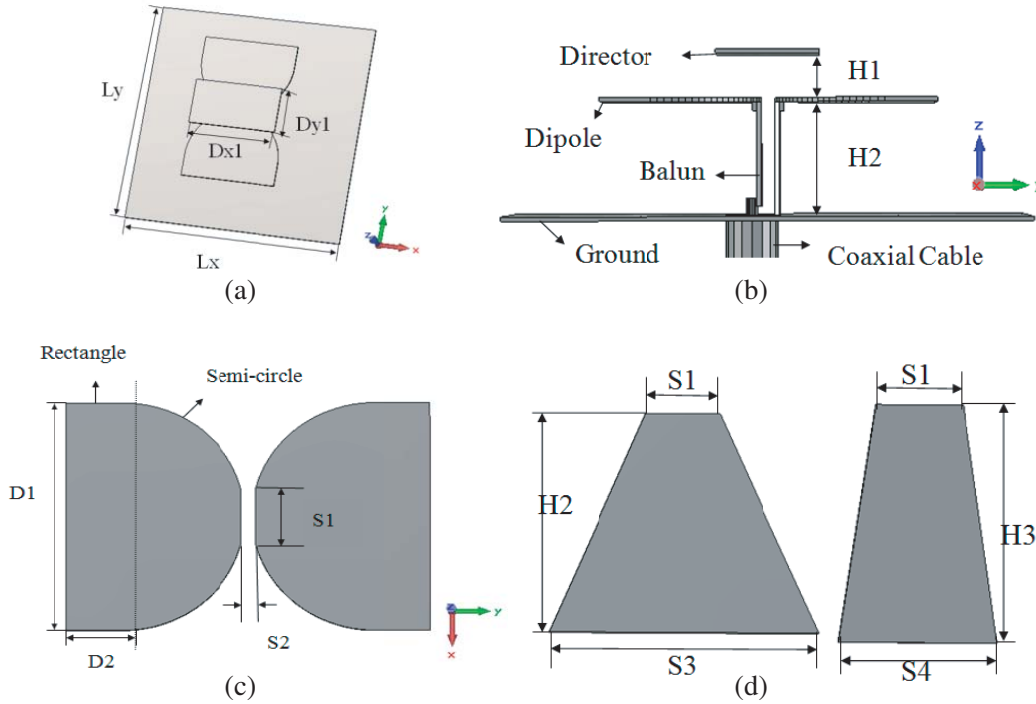 Ly
Dy1
Dx1
Lx
z
y
x
(a)
Director
H1
Dipole
H2
Balun
Ground
Coaxial Cable
z
x
(b)
Rectangle
Semi-circle
D1
S1
S2
D2
z
y
x
(c)
S1
H2
S3
S1
H3
S4
(d)